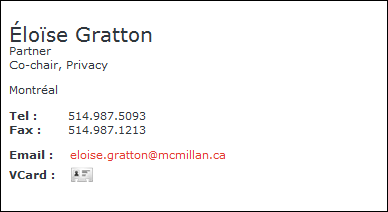 Éloïse Gratton
Partner
Co-chair, Privacy
Montréal
Tel : 514.987.5093
Fax : 514.987.1213
Email : eloise.gratton@mcmillan.ca
VCard :